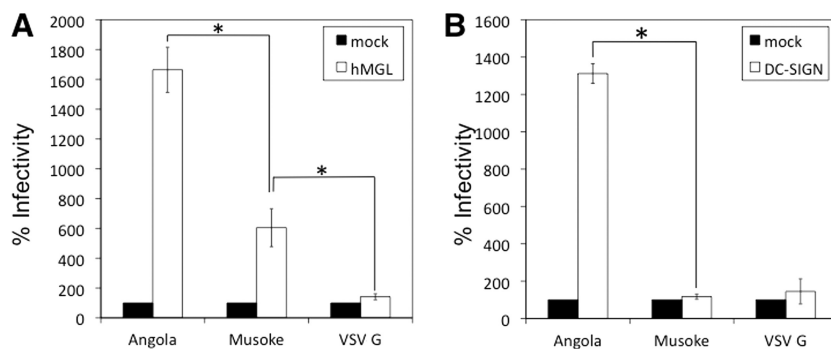 A
% Infectivity
2000
1800
1600
1400
1200
1000
800
600
400
200
0
*
*
mock
hMGL
Angola Musoke VSV G
B
% Infectivity
1600
1400
1200
1000
800
600
400
200
0
*
mock
DC-SIGN
Angola Musoke VSV G